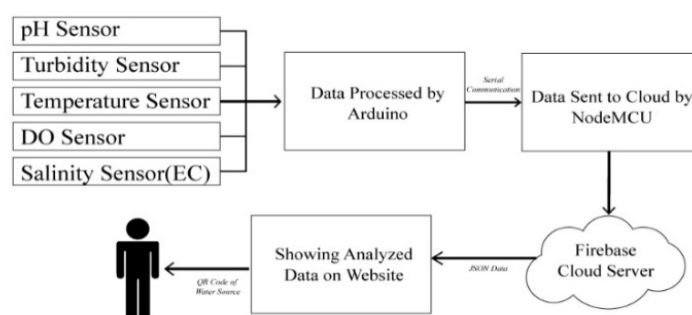 pH Sensor
Turbidity Sensor
Temperature Sensor
DO Sensor
Salinity Sensor(EC)
Data Processed by
Arduino
Serial
Communication
Data Sent to Cloud by
NodeMCU
Firebase
Cloud Server
JSON Data
Showing Analyzed
Data on Website
QR Code of
Water Source